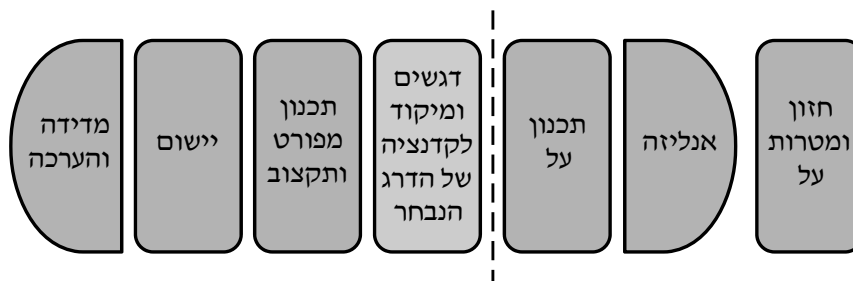 חזון
ומטרות
על
אנליזה
תכנון
על
דגשים
ומיקוד
לקדנציה
של הדרג
הנבחר
תכנון
מפורט
ותקצוב
יישום
מדידה
והערכה